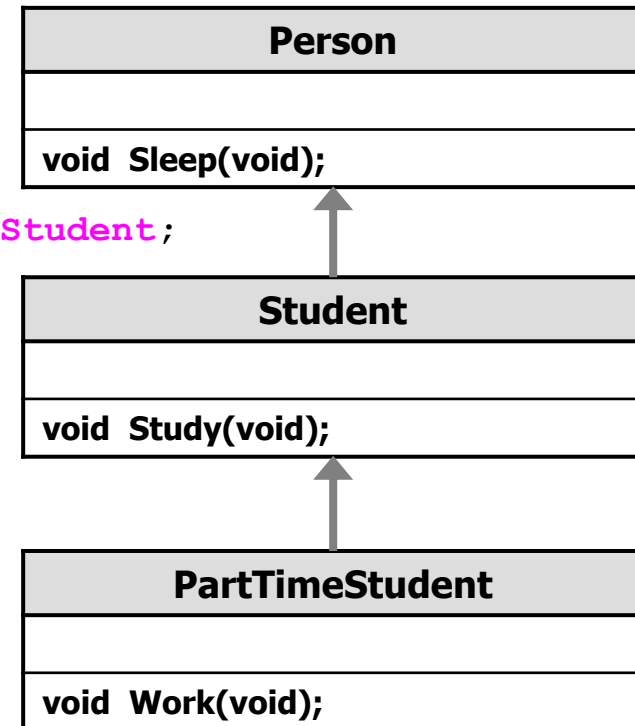 Person
void Sleep(void);
Student;
Student
void Study(void);
PartTimeStudent
void Work(void);